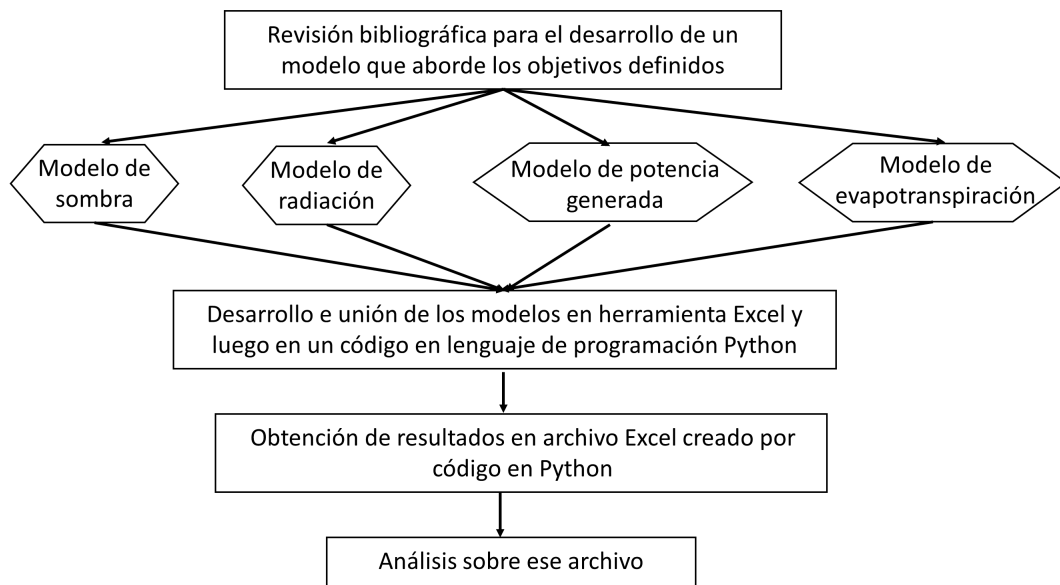 Revisión bibliográfica para el desarrollo de un
modelo que aborde los objetivos definidos
Modelo de
sombra
Modelo de
radiación
Modelo de potencia
generada
Modelo de
evapotranspiración
Desarrollo e unión de los modelos en herramienta Excel y
luego en un código en lenguaje de programación Python
Obtención de resultados en archivo Excel creado por
código en Python
Análisis sobre ese archivo